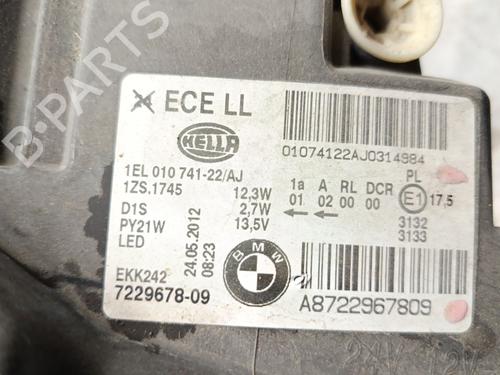 ECE LL
HELLA
01074122AJ0314984
1EL 010 741-22/AJ
1ZS.1745 12,3W
D1S 2,7W
PY21W 13,5V
LED
1a A RL DCR PL
01 02 00 00 E1 17,5
3132
3133
24.05.2012
08:23
EKK242
7229678-09
BMW
A8722967809
24V 12V
B-PARTS